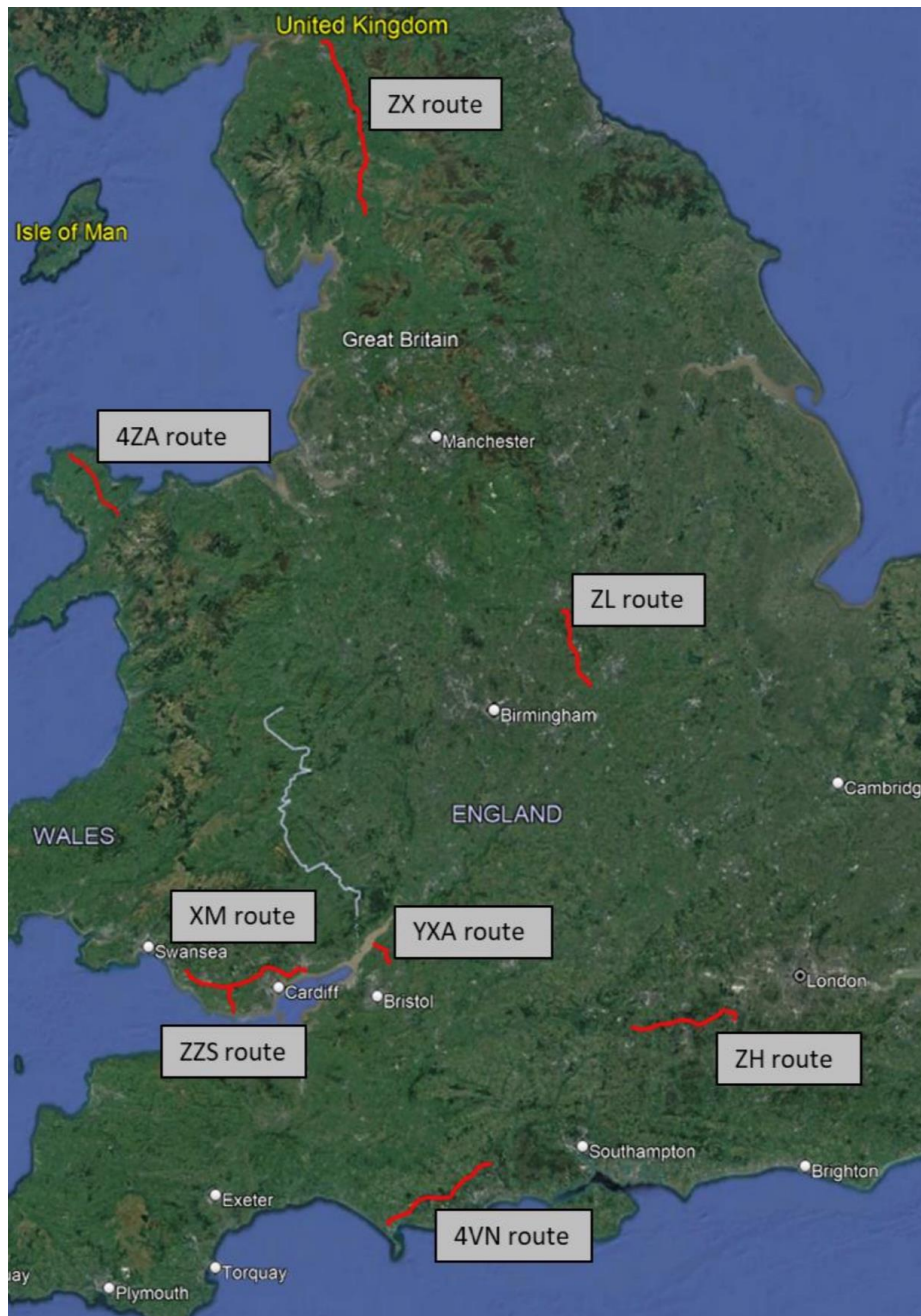 United Kingdom
ZX route
Isle of Man
Great Britain
4ZA route
Manchester
ZL route
Birmingham
Cambridg
ENGLAND
WALES
XM route
YXA route
Swansea
London
Cardiff
Bristol
ZZS route
ZH route
Southampton
Brighton
Exeter
4VN route
Torquay
uay
Plymouth